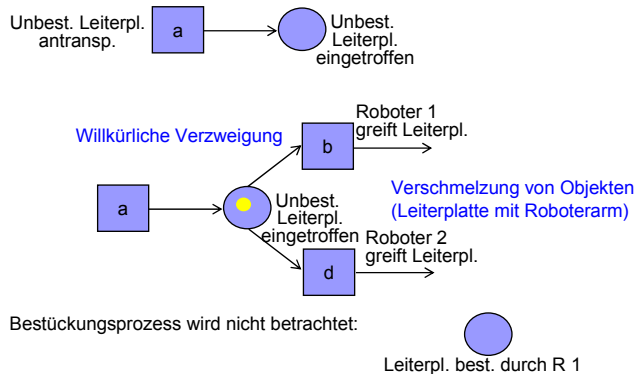 Unbest. Leiterpl.
antransp.
a
Unbest.
Leiterpl.
eingetroffen
Willkürliche Verzweigung
Roboter 1
greift Leiterpl.
b
a
Unbest.
Leiterpl.
eingetroffen
Verschmelzung von Objekten
(Leiterplatte mit Roboterarm)
Roboter 2
greift Leiterpl.
d
Bestückungsprozess wird nicht betrachtet:
Leiterpl. best. durch R 1